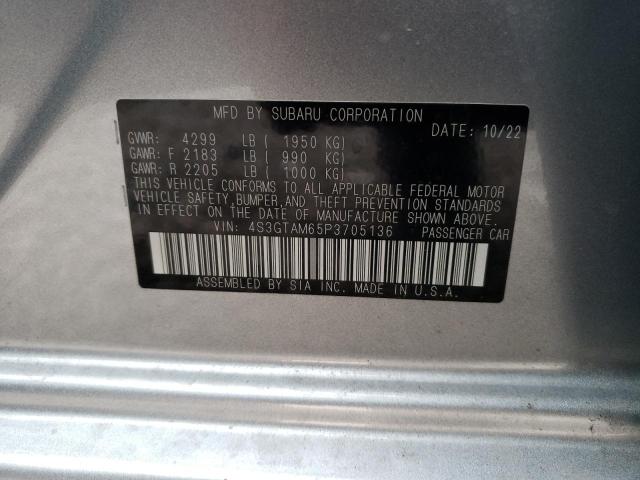 MFD BY SUBARU CORPORATION
DATE: 10/22
GVWR: 4299 LB ( 1950 KG)
GAWR: F 2183 LB ( 990 KG)
GAWR: R 2205 LB ( 1000 KG)
THIS VEHICLE CONFORMS TO ALL APPLICABLE FEDERAL MOTOR
VEHICLE SAFETY,BUMPER,AND THEFT PREVENTION STANDARDS
IN EFFECT ON THE DATE OF MANUFACTURE SHOWN ABOVE.
VIN: 4S3GTAM65P3705136 PASSENGER CAR
ASSEMBLED BY SIA INC. MADE IN U.S.A.